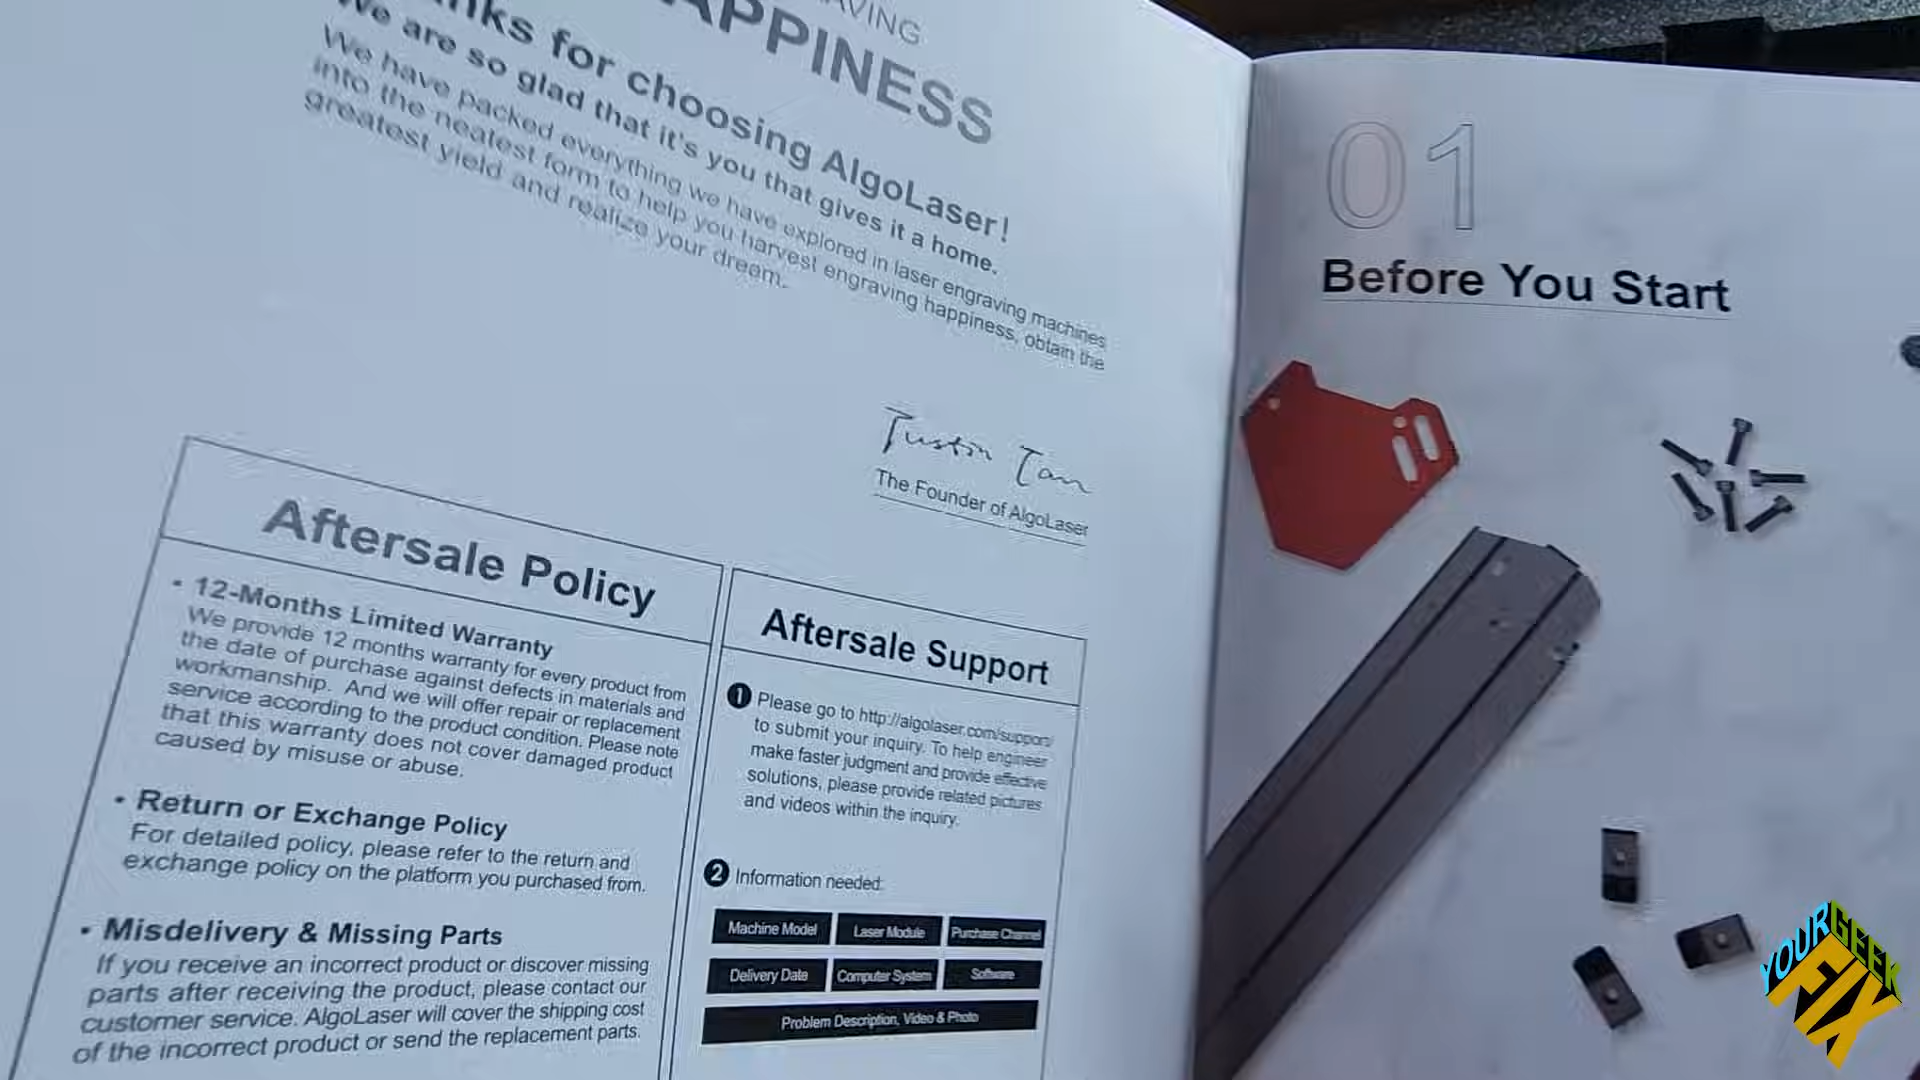 APPINESS
for choosing AlgoLaser!
We are so glad that it's you that gives it a home.
We have packed everything we have explored in laser engraving machines
into the neatest form to help you harvest engraving happiness, obtain the
greatest yield and realize your dream.
Justin Tan
The Founder of AlgoLaser
Aftersale Policy
• 12-Months Limited Warranty
We provide 12 months warranty for every product from
the date of purchase against defects in materials and
workmanship. And we will offer repair or replacement
service according to the product condition. Please note
that this warranty does not cover damaged product
caused by misuse or abuse.
• Return or Exchange Policy
For detailed policy, please refer to the return and
exchange policy on the platform you purchased from.
• Misdelivery & Missing Parts
If you receive an incorrect product or discover missing
parts after receiving the product, please contact our
customer service. AlgoLaser will cover the shipping cost
of the incorrect product or send the replacement parts.
Aftersale Support
1 Please go to http://algolaser.com/support/
to submit your inquiry. To help engineer
make faster judgment and provide effective
solutions, please provide related pictures
and videos within the inquiry.
2 Information needed:
Machine Model Laser Module Purchase Channel
Delivery Date Computer System Software
Problem Description, Video & Photo
01
Before You Start
YOURGEEK
FIX